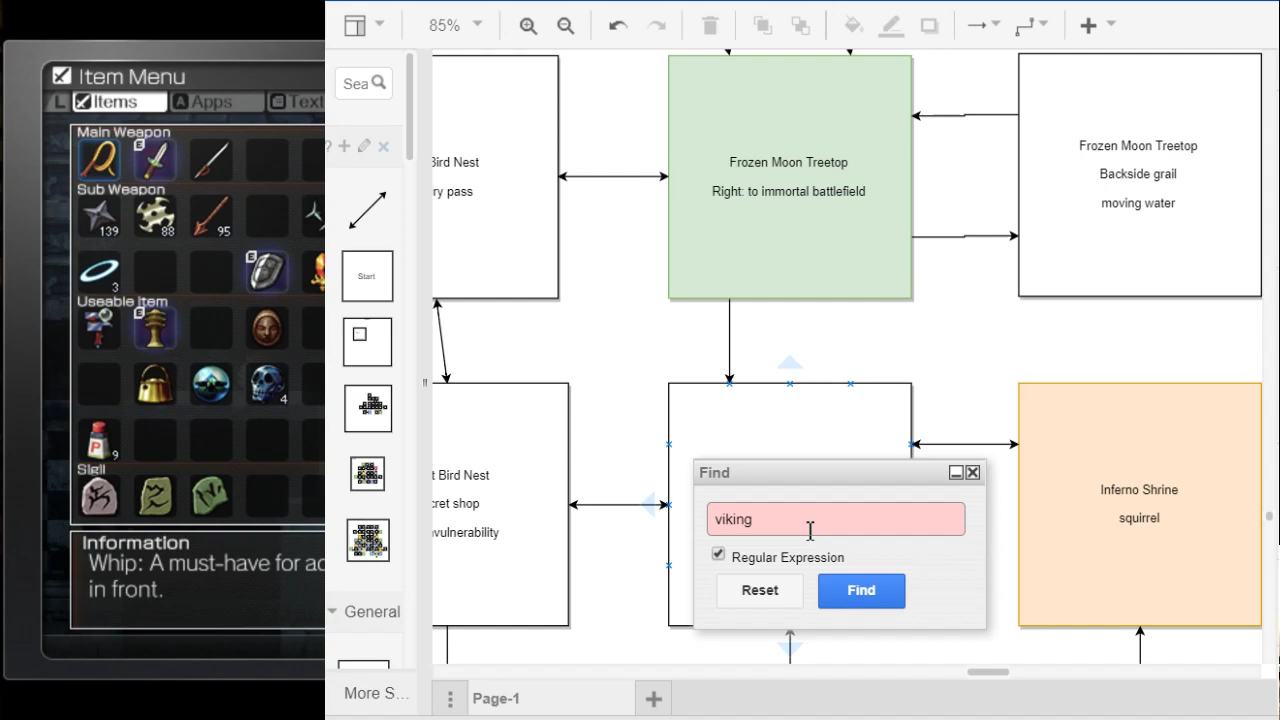 Item Menu
L
Items
A
Apps
Text
Main Weapon
E
Sub Weapon
139
88
95
3
E
Useable Item
E
4
P
9
Sigil
Information
Whip: A must-have for ad
in front.
85%
Sea
?
Start
General
More S...
Bird Nest
ry pass
Frozen Moon Treetop
Right: to immortal battlefield
Frozen Moon Treetop
Backside grail
moving water
t Bird Nest
cret shop
vulnerability
Inferno Shrine
squirrel
Find
viking
Regular Expression
Reset
Find
Page-1